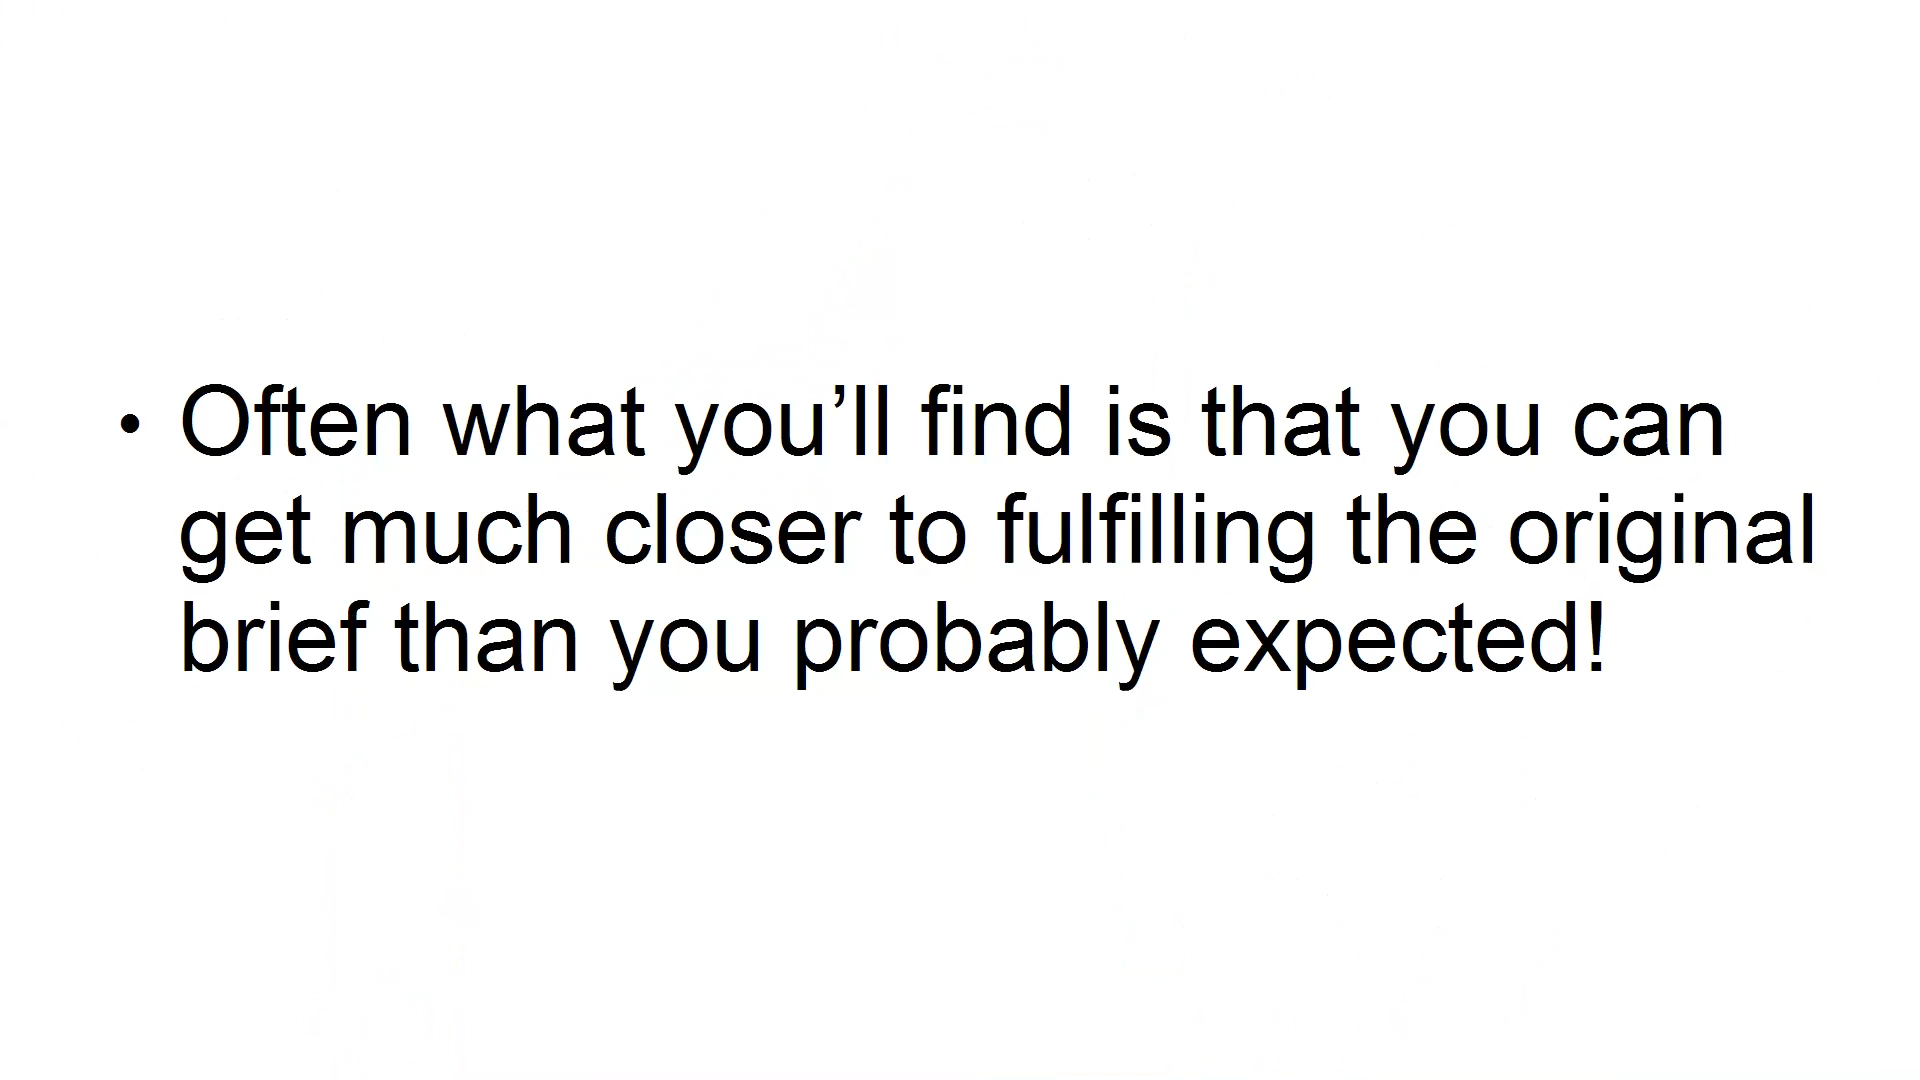 • Often what you’ll find is that you can
get much closer to fulfilling the original
brief than you probably expected!